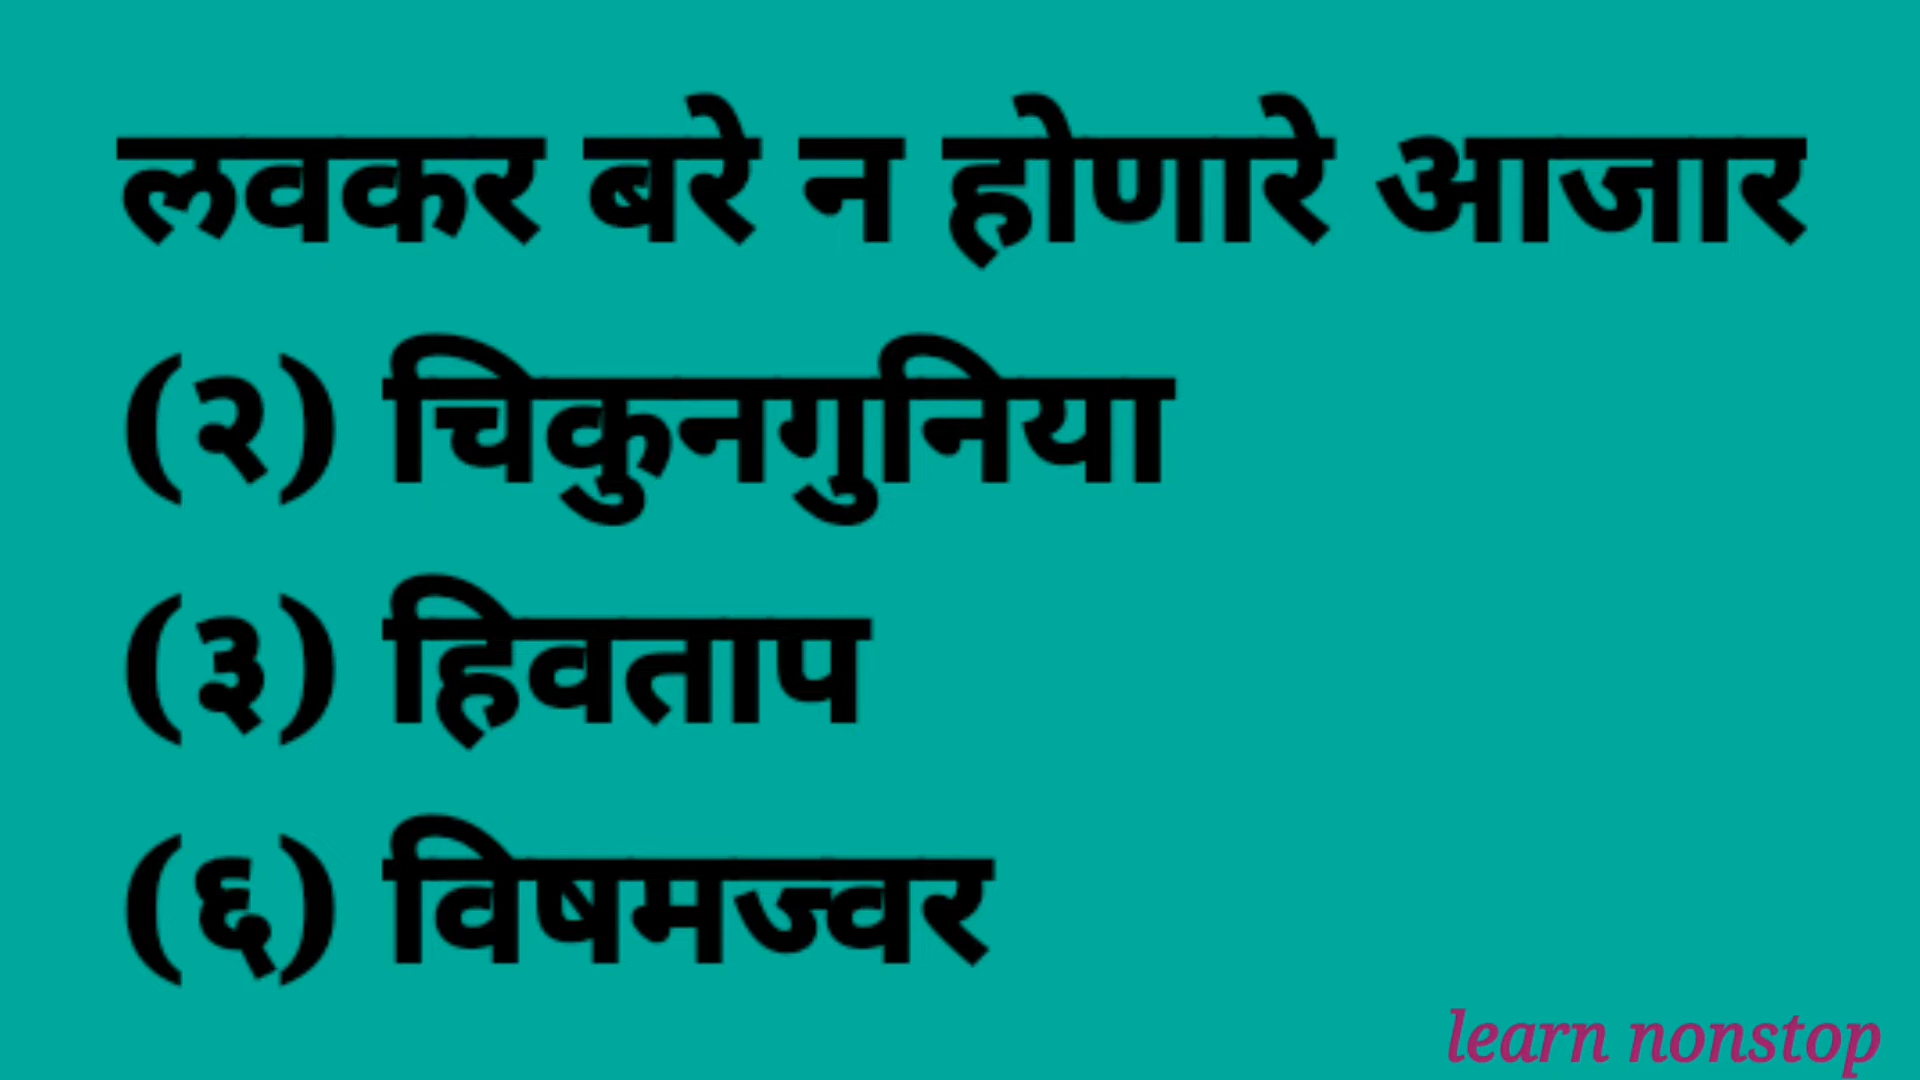 लवकर बरे न होणारे आजार
(२) चिकुनगुनिया
(३) हिवताप
(६) विषमज्वर
learn nonstop